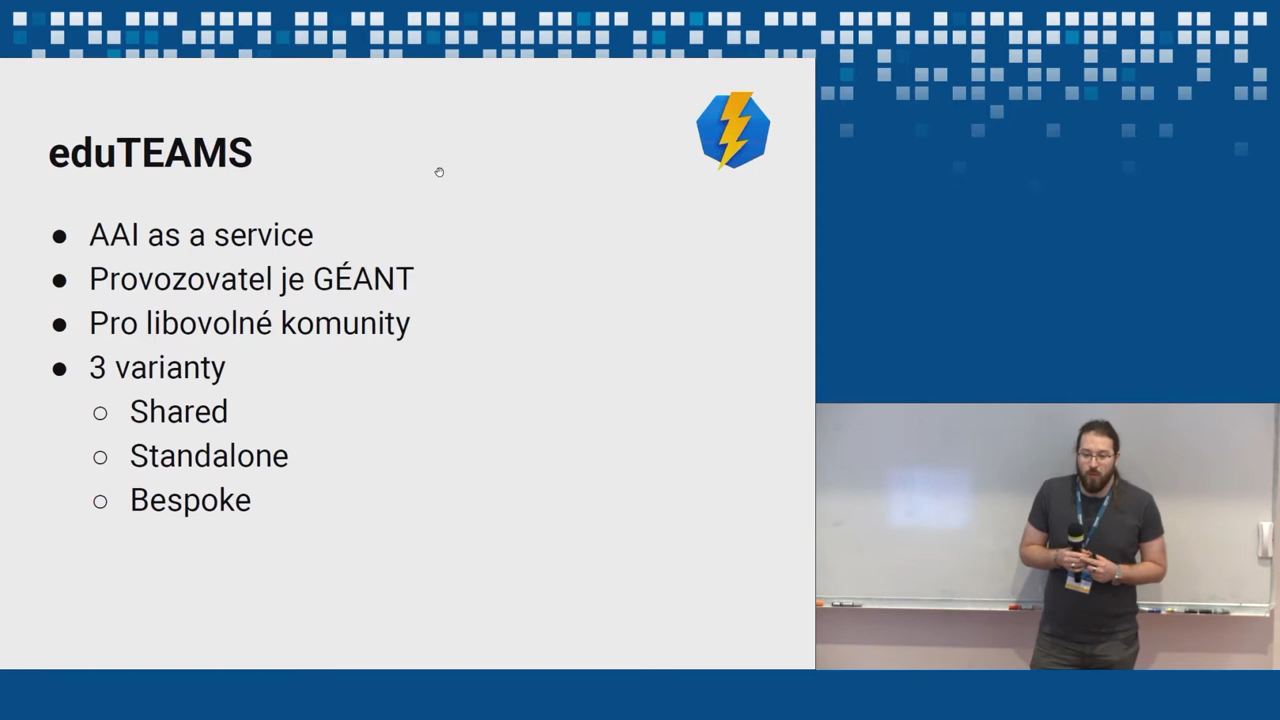 eduTEAMS
● AAI as a service
● Provozovatel je GÉANT
● Pro libovolné komunity
● 3 varianty
○ Shared
○ Standalone
○ Bespoke